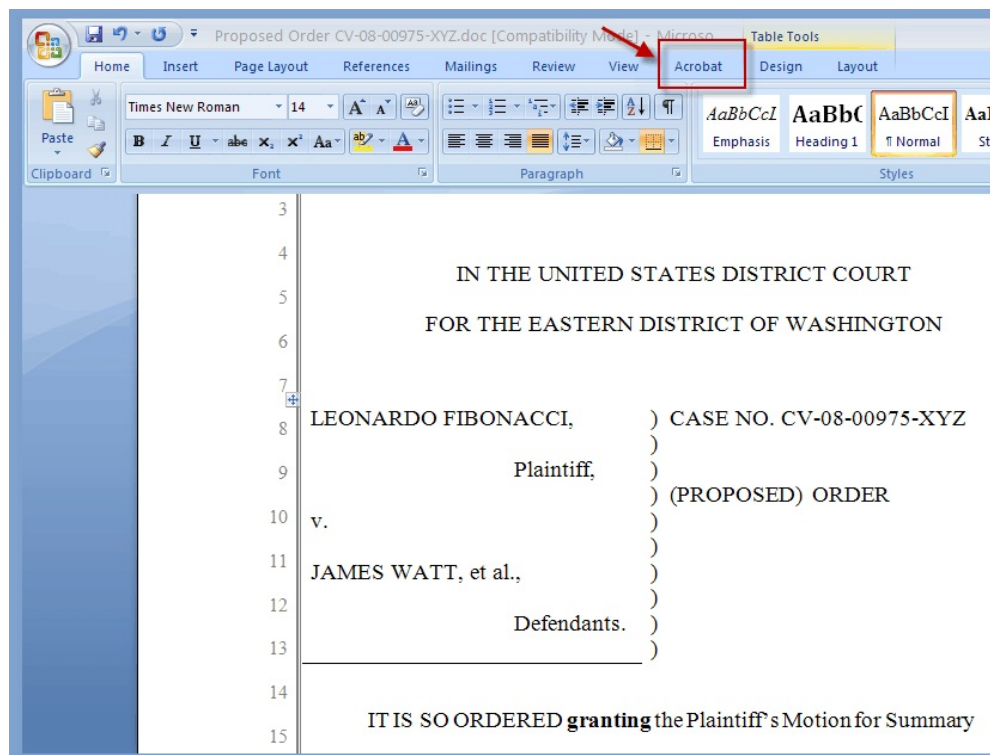 Proposed Order CV-08-00975-XYZ.doc [Compatibility Mode] - Microso
Table Tools
Home Insert Page Layout References Mailings Review View Acrobat Design Layout
Paste
Times New Roman 14
AaBbCcI AaBb( AaBbCcI AaI
B I U abc X₂ X² Aa
Emphasis Heading 1 ¶ Normal St
Clipboard Font Paragraph Styles
3
4
IN THE UNITED STATES DISTRICT COURT
5
FOR THE EASTERN DISTRICT OF WASHINGTON
6
7
8 LEONARDO FIBONACCI, ) CASE NO. CV-08-00975-XYZ
)
9 Plaintiff, )
) (PROPOSED) ORDER
10 v. )
)
11 JAMES WATT, et al., )
)
12 Defendants. )
13 )
14
IT IS SO ORDERED granting the Plaintiff's Motion for Summary
15